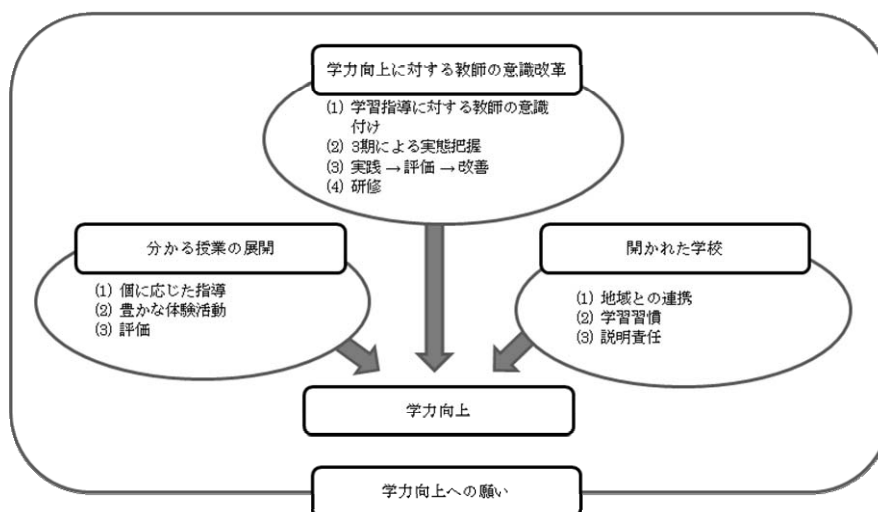 学力向上に対する教師の意識改革
(1) 学習指導に対する教師の意識
付け
(2) 3期による実態把握
(3) 実践→評価→改善
(4) 研修
分かる授業の展開
(1) 個に応じた指導
(2) 豊かな体験活動
(3) 評価
開かれた学校
(1) 地域との連携
(2) 学習習慣
(3) 説明責任
学力向上
学力向上への願い